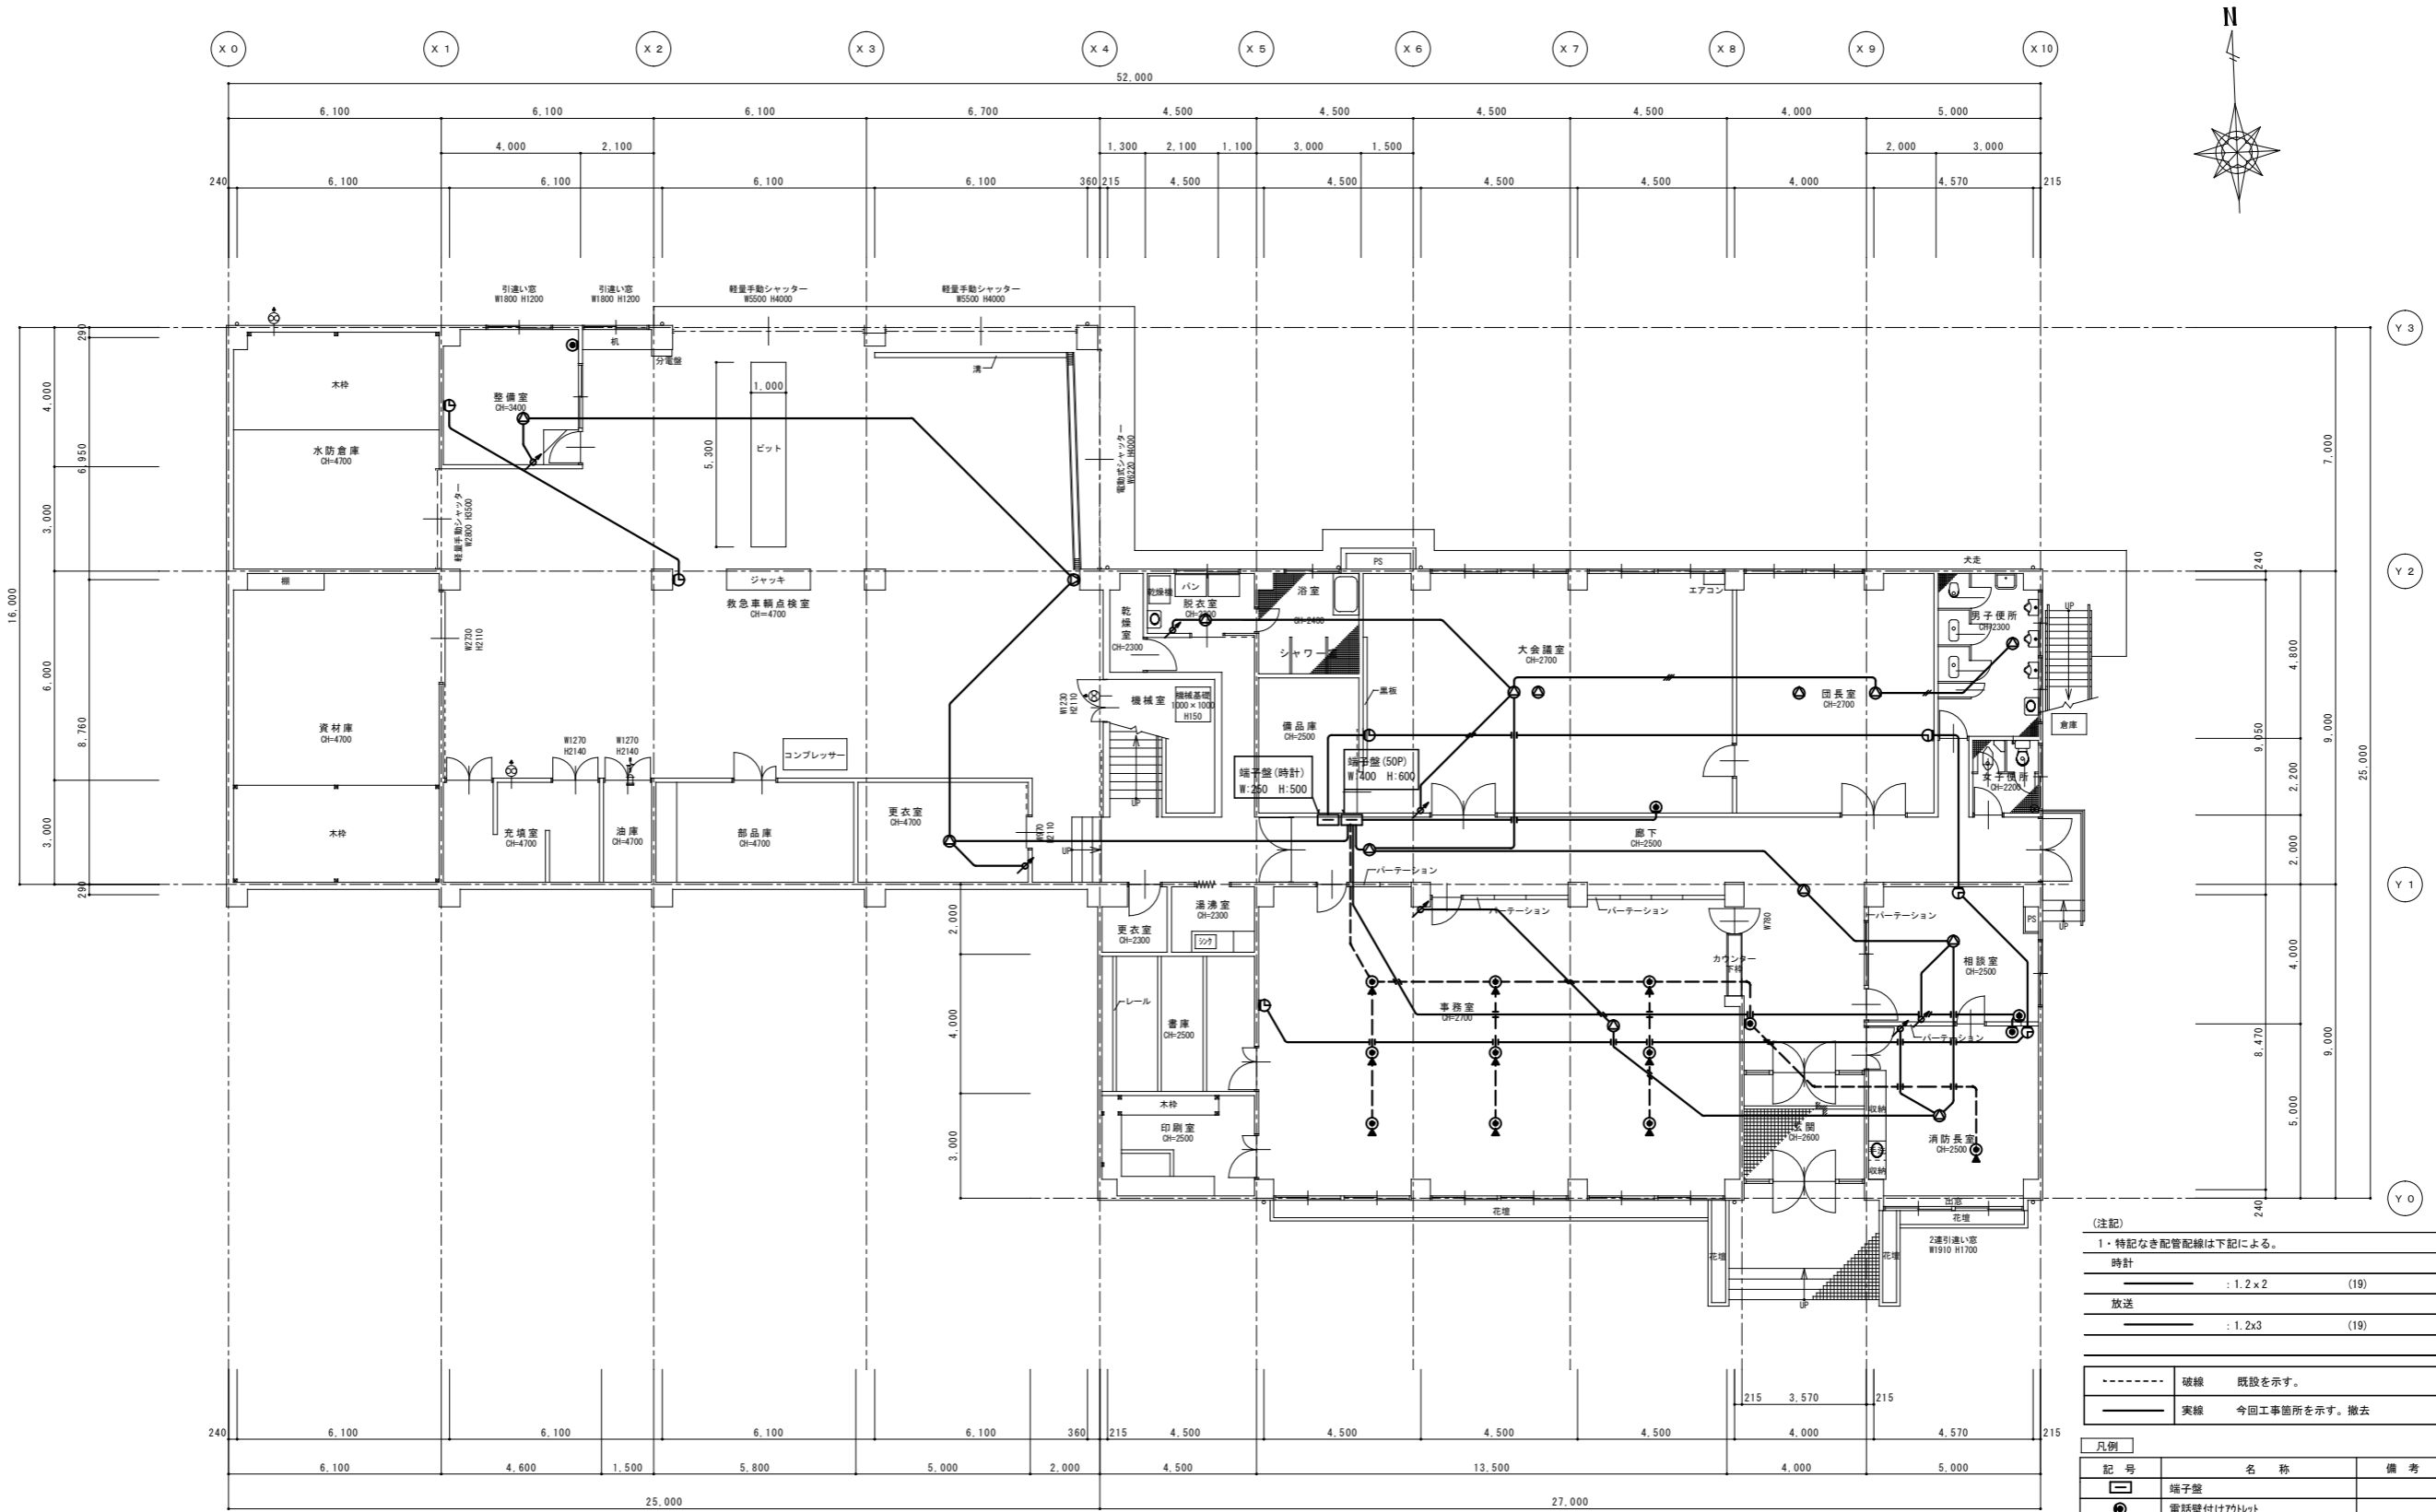 N
X 0
X 1
X 2
X 3
X 4
X 5
X 6
X 7
X 8
X 9
X 10
52,000
6,100
6,100
6,100
6,700
4,500
4,500
4,500
4,500
4,000
5,000
4,000
2,100
1,300
2,100
1,100
3,000
1,500
2,000
3,000
240
6,100
6,100
6,100
6,100
360
215
4,500
4,500
4,500
4,500
4,000
4,570
215
引違い窓
W1800 H1200
引違い窓
W1800 H1200
軽量手動シャッター
W5500 H4000
軽量手動シャッター
W5500 H4000
Y 3
Y 2
Y 1
Y 0
290
4,000
6,950
3,000
16,000
6,000
8,760
3,000
290
木枠
整備室
CH=3400
机
分電盤
溝
1,000
5,300
ピット
水防倉庫
CH=4700
軽量手動シャッター
W2800 H3500
電動式シャッター
W6220 H4000
棚
ジャッキ
救急車輌点検室
CH=4700
W2730
H2110
資材庫
CH=4700
W1270
H2140
W1270
H2140
コンプレッサー
木枠
充填室
CH=4700
油庫
CH=4700
部品庫
CH=4700
更衣室
CH=4700
W970
H2110
UP
乾燥室
CH=2300
乾燥機
パン
脱衣室
浴室
CH=2400
シャワー室
PS
W1230
H2110
機械室
機械基礎
1000×1000
H150
UP
備品庫
CH=2500
黒板
端子盤(時計)
W:250 H:500
端子盤(50P)
W:400 H:600
大会議室
CH=2700
エアコン
団長室
CH=2700
犬走
男子便所
CH=2300
UP
倉庫
女子便所
CH=2200
廊下
CH=2500
パーテーション
パーテーション
パーテーション
パーテーション
W780
PS
UP
湯沸室
CH=2300
更衣室
CH=2300
シンク
レール
書庫
CH=2500
木枠
印刷室
CH=2500
事務室
CH=2700
カウンター
下枠
相談室
CH=2500
パーテーション
収納
玄関
CH=2600
収納
消防長室
CH=2500
出窓
花壇
花壇
花壇
花壇
2連引違い窓
W1910 H1700
UP
2,000
4,000
3,000
240
7,000
4,800
9,050
9,000
2,200
25,000
2,000
4,000
8,470
9,000
5,000
240
215
3,570
215
240
6,100
6,100
6,100
6,100
360
215
4,500
4,500
4,500
4,500
4,000
4,570
215
6,100
4,600
1,500
5,800
5,000
2,000
4,500
13,500
4,000
5,000
25,000
27,000
(注記)
1・特記なき配管配線は下記による。
時計
:1.2×2 (19)
放送
:1.2x3 (19)
破線 既設を示す。
実線 今回工事箇所を示す。撤去
凡例
記号 名称 備考
端子盤
電話壁付けアウトレット